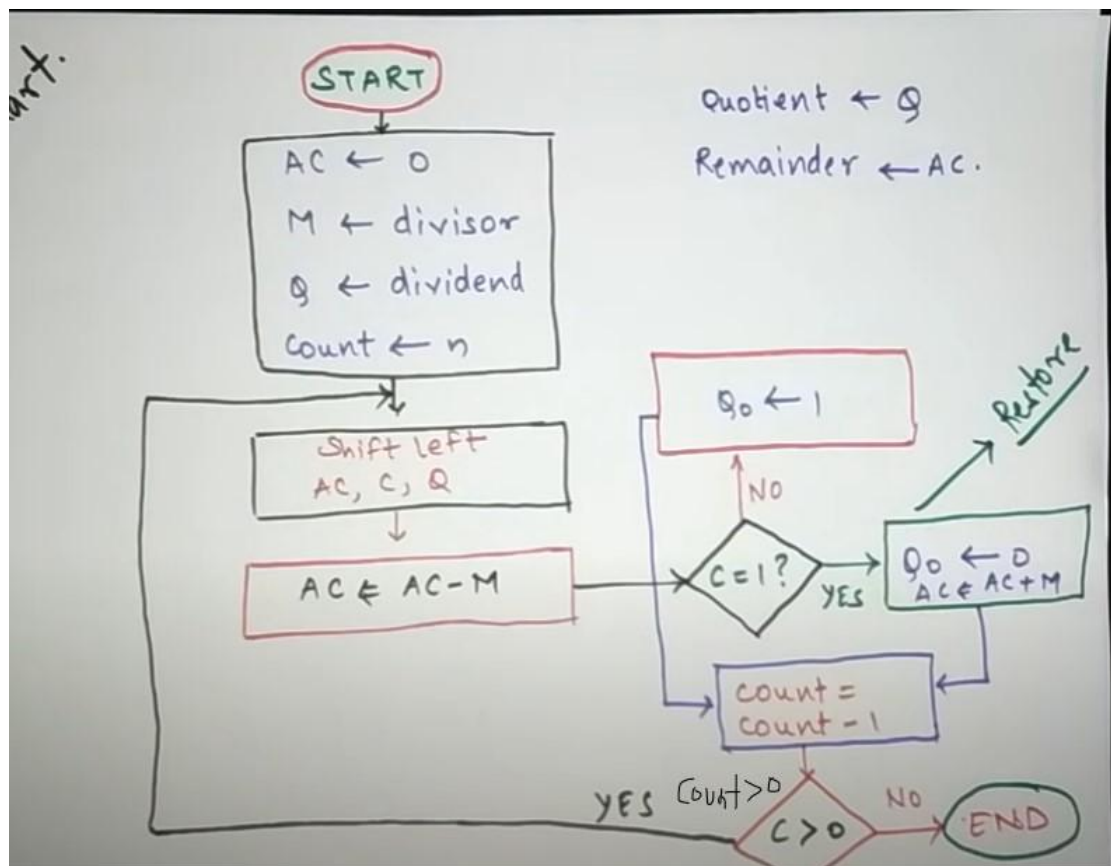 START
Quotient ← Q
Remainder ← AC.
AC ← 0
M ← divisor
Q ← dividend
Count ← n
Shift left
AC, C, Q
AC ← AC - M
Q0 ← 1
Restore
NO
C = 1?
YES
Q0 ← 0
AC ← AC + M
count =
count - 1
YES
Count > 0
C > 0
NO
END